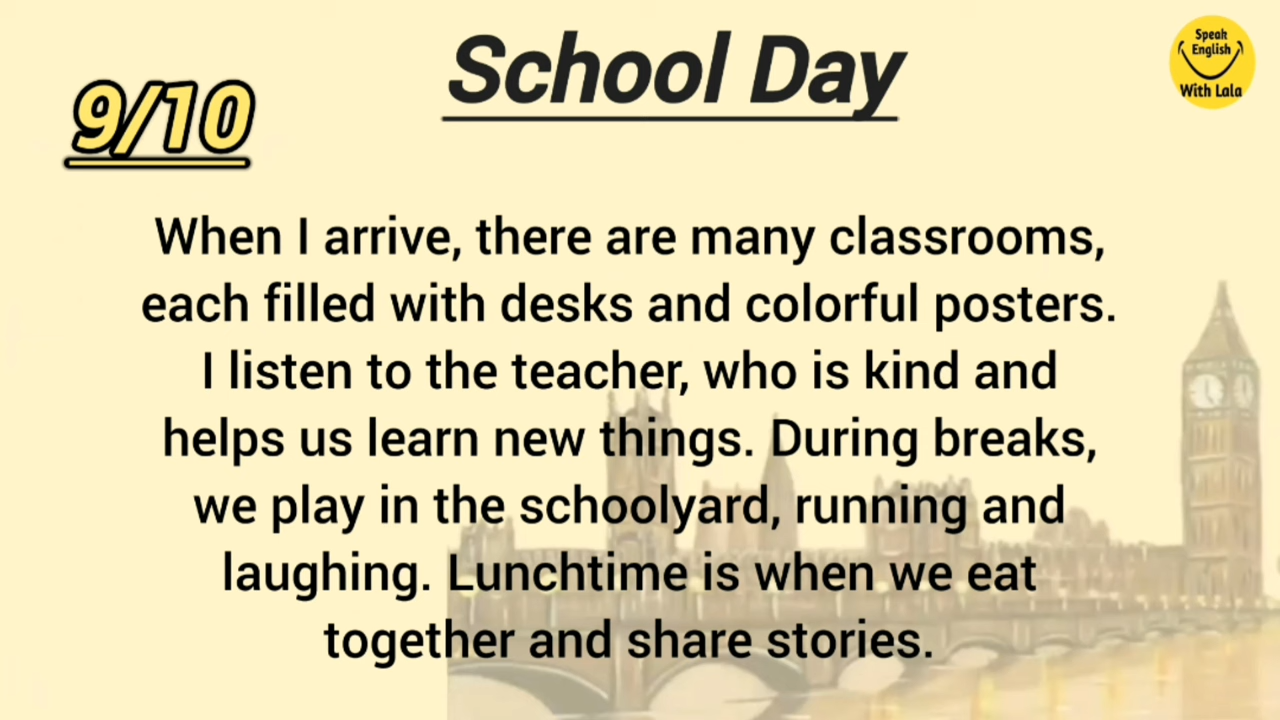 School Day
9/10
Speak
English
With Lala
When I arrive, there are many classrooms,
each filled with desks and colorful posters.
I listen to the teacher, who is kind and
helps us learn new things. During breaks,
we play in the schoolyard, running and
laughing. Lunchtime is when we eat
together and share stories.